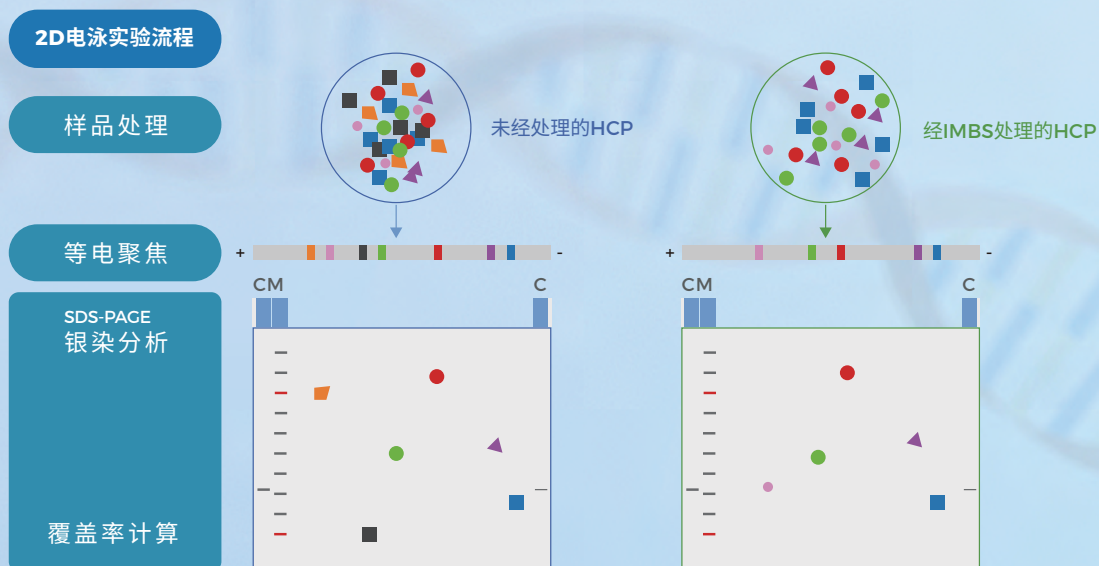 2D电泳实验流程
样品处理
未经处理的HCP
经IMBS处理的HCP
等电聚焦
+ -
+ -
CM C
CM C
SDS-PAGE
银染分析
覆盖率计算